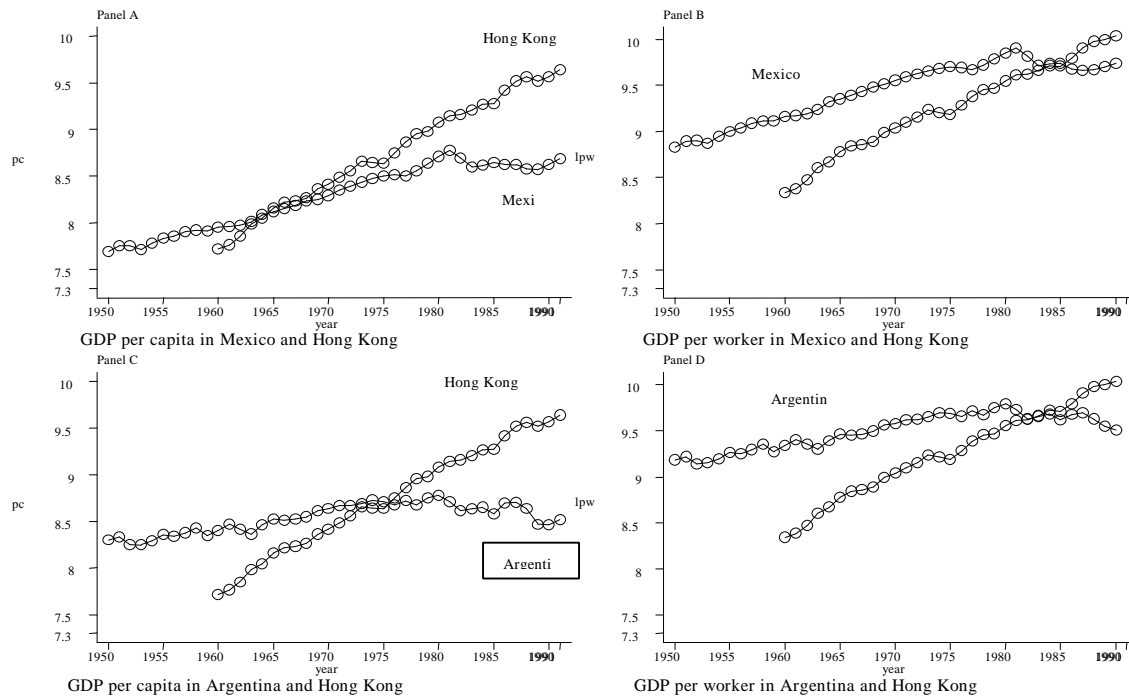 Panel A
10
9.5
9
8.5
8
7.5
7.3
pc
Hong Kong
Mexi
1950 1955 1960 1965 1970 1975 1980 1985 1990
year
GDP per capita in Mexico and Hong Kong
Panel B
10
9.5
9
8.5
8
7.5
7.3
lpw
Mexico
1950 1955 1960 1965 1970 1975 1980 1985 1990
year
GDP per worker in Mexico and Hong Kong
Panel C
10
9.5
9
8.5
8
7.5
7.3
pc
Hong Kong
Argenti
1950 1955 1960 1965 1970 1975 1980 1985 1990
year
GDP per capita in Argentina and Hong Kong
Panel D
10
9.5
9
8.5
8
7.5
7.3
lpw
Argentin
1950 1955 1960 1965 1970 1975 1980 1985 1990
year
GDP per worker in Argentina and Hong Kong